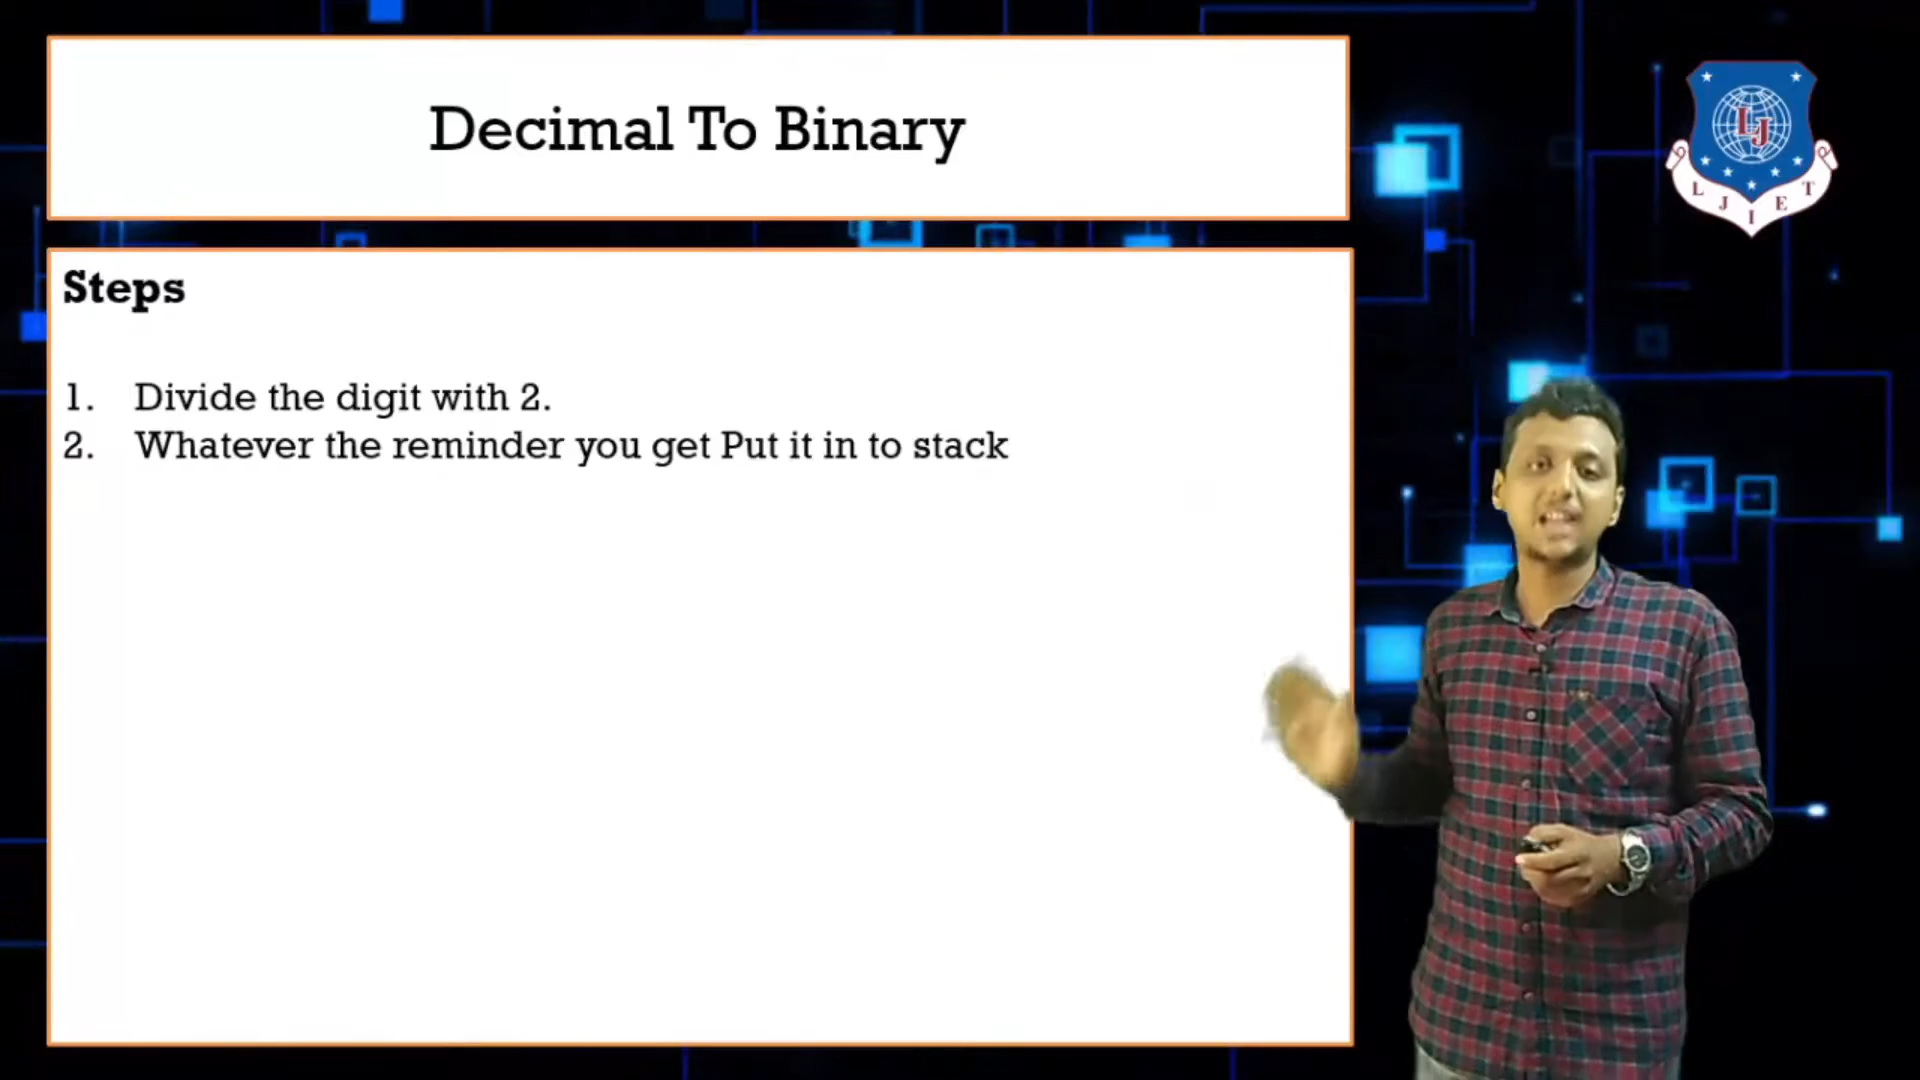 Decimal To Binary
Steps
1. Divide the digit with 2.
2. Whatever the reminder you get Put it in to stack
LJ
L J I E T